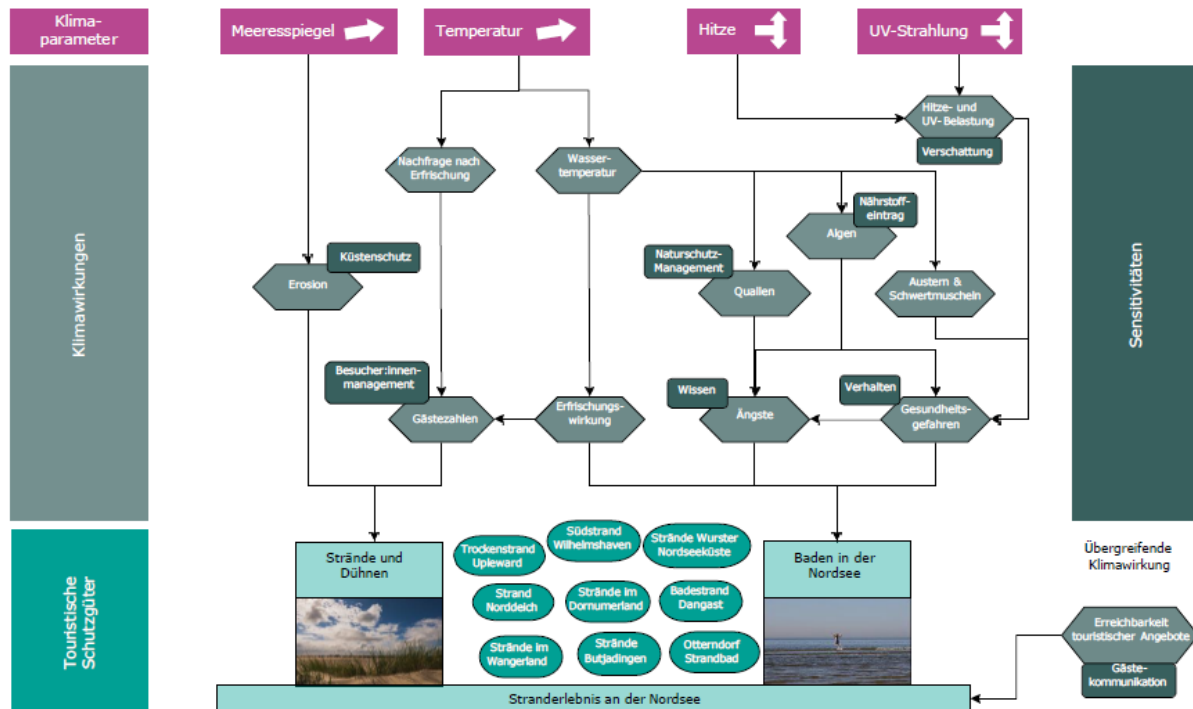 Klima-
parameter
Meeresspiegel
Temperatur
Hitze
UV-Strahlung
Klimawirkungen
Sensitivitäten
Hitze- und
UV-Belastung
Verschattung
Nachfrage nach
Erfrischung
Wasser-
temperatur
Nährstoff-
eintrag
Algen
Küstenschutz
Erosion
Naturschutz-
Management
Quallen
Austern &
Schwertmuscheln
Besucher:innen-
management
Gästezahlen
Erfrischungs-
wirkung
Wissen
Ängste
Verhalten
Gesundheits-
gefahren
Touristische
Schutzgüter
Strände und
Dühnen
Trockenstrand
Upleward
Südstrand
Wilhelmshaven
Strände Wurster
Nordseeküste
Strand
Norddeich
Strände im
Dornumerland
Badestrand
Dangast
Strände im
Wangerland
Strände
Butjadingen
Otterndorf
Strandbad
Baden in der
Nordsee
Übergreifende
Klimawirkung
Erreichbarkeit
touristischer Angebote
Gäste-
kommunikation
Stranderlebnis an der Nordsee